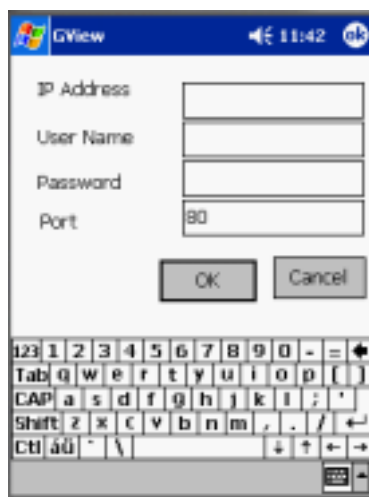 GView 11:42 ok
IP Address
User Name
Password
Port 80
OK Cancel
123 1 2 3 4 5 6 7 8 9 0 - =
Tab q w e r t y u i o p [ ]
CAP a s d f g h j k l ; '
Shift z x c v b n m , . /
Ctl áü ` \